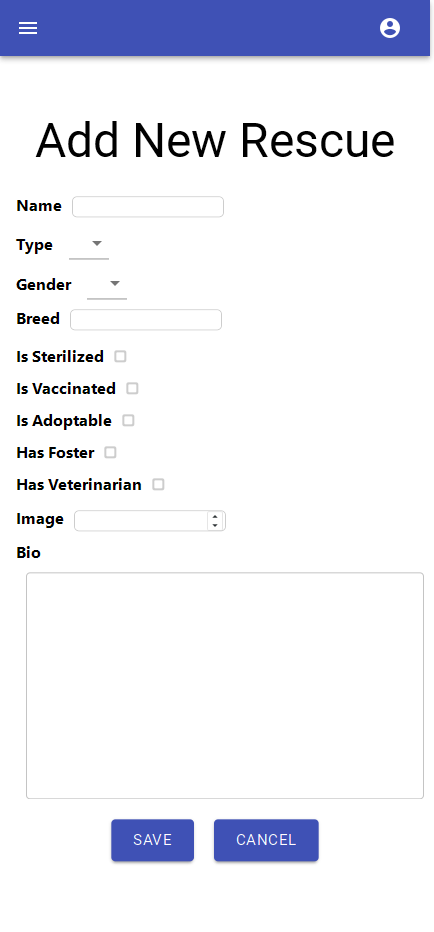 Add New Rescue
Name
Type
Gender
Breed
Is Sterilized
Is Vaccinated
Is Adoptable
Has Foster
Has Veterinarian
Image
Bio
SAVE CANCEL